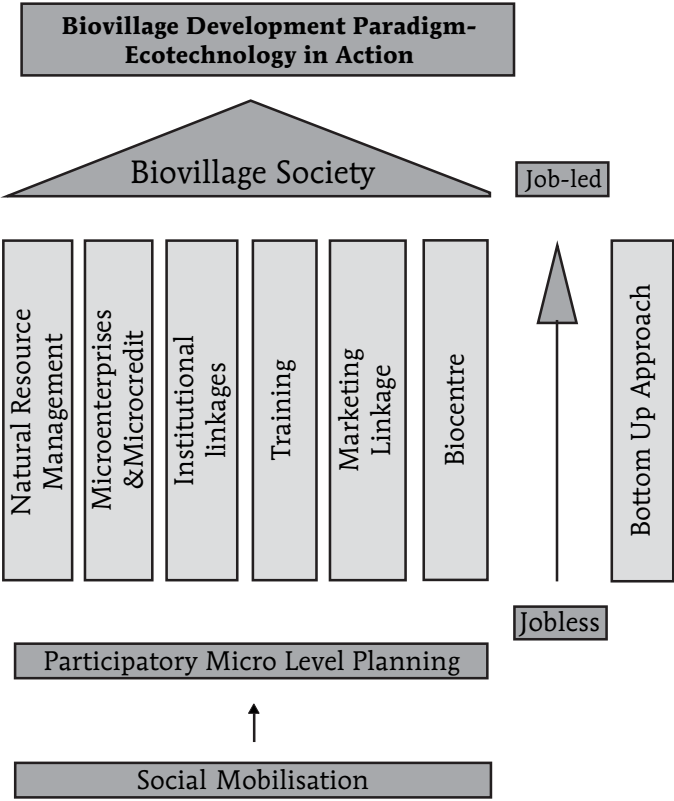 Biovillage Development Paradigm-
Ecotechnology in Action
Biovillage Society
Job-led
Natural Resource
Management
Microenterprises
&Microcredit
Institutional
linkages
Training
Marketing
Linkage
Biocentre
Bottom Up Approach
Jobless
Participatory Micro Level Planning
Social Mobilisation